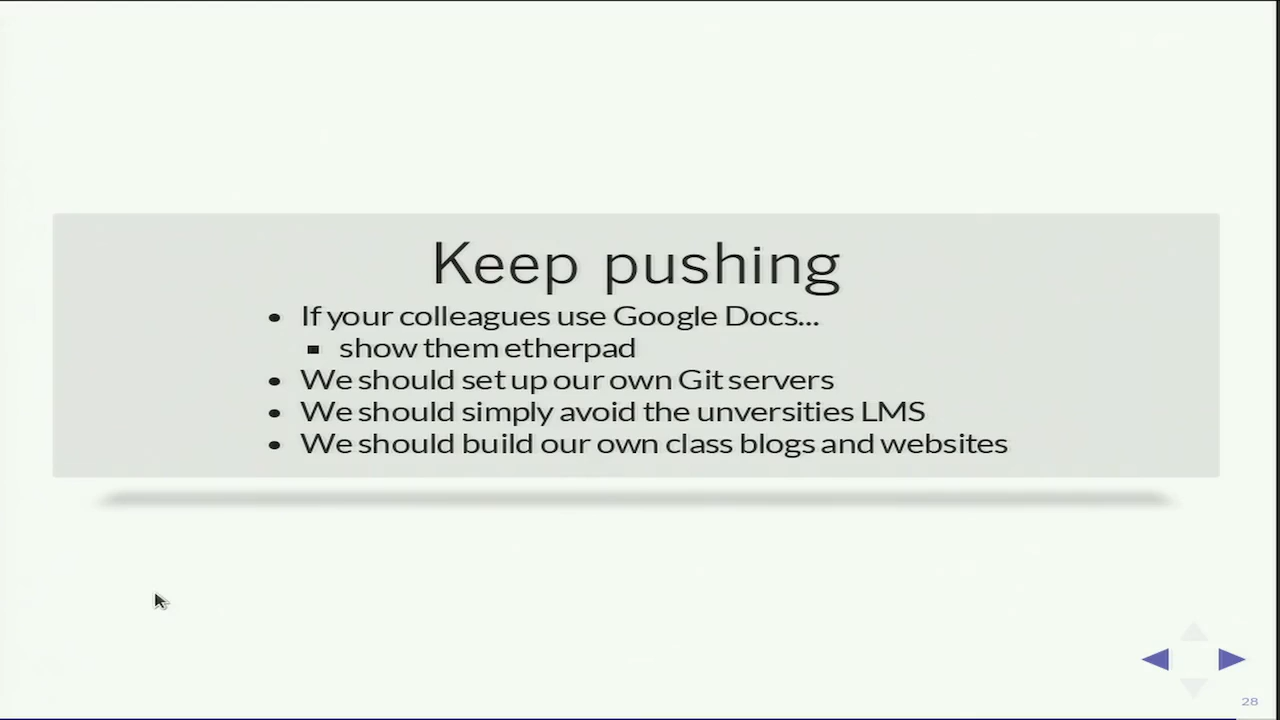 Keep pushing
If your colleagues use Google Docs...
show them etherpad
We should set up our own Git servers
We should simply avoid the unversities LMS
We should build our own class blogs and websites
28